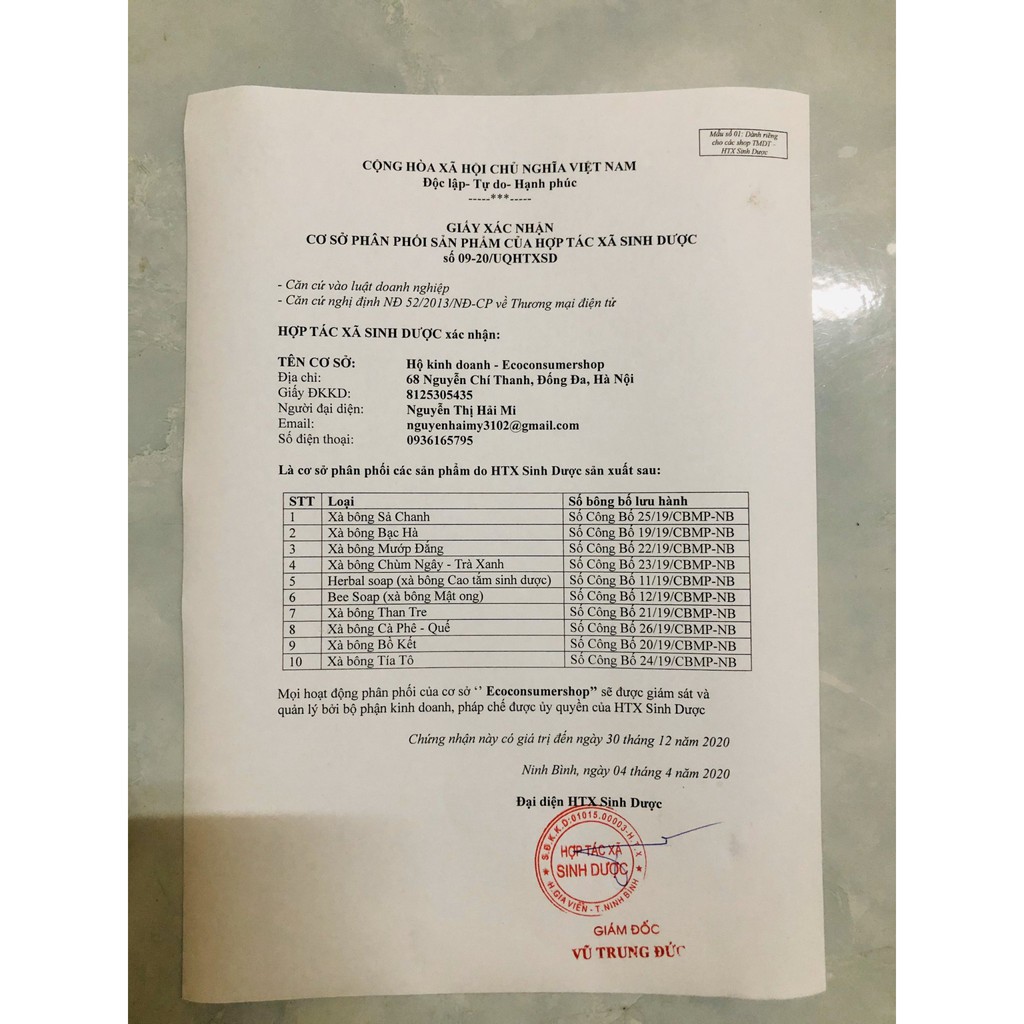 Mẫu số 01: Dành riêng
cho các shop TMDT –
HTX Sinh Dược
CỘNG HÒA XÃ HỘI CHỦ NGHĨA VIỆT NAM
Độc lập- Tự do- Hạnh phúc
-----***-----
GIẤY XÁC NHẬN
CƠ SỞ PHÂN PHỐI SẢN PHẨM CỦA HỢP TÁC XÃ SINH DƯỢC
số 09-20/UQHTXSD
- Căn cứ vào luật doanh nghiệp
- Căn cứ nghị định NĐ 52/2013/NĐ-CP về Thương mại điện tử
HỢP TÁC XÃ SINH DƯỢC xác nhận:
TÊN CƠ SỞ: Hộ kinh doanh - Ecoconsumershop
Địa chỉ: 68 Nguyễn Chí Thanh, Đống Đa, Hà Nội
Giấy ĐKKD: 8125305435
Người đại diện: Nguyễn Thị Hải Mi
Email: nguyenhaimy3102@gmail.com
Số điện thoại: 0936165795
Là cơ sở phân phối các sản phẩm do HTX Sinh Dược sản xuất sau:
STT Loại Số bông bố lưu hành
1 Xà bông Sả Chanh Số Công Bố 25/19/CBMP-NB
2 Xà bông Bạc Hà Số Công Bố 19/19/CBMP-NB
3 Xà bông Mướp Đắng Số Công Bố 22/19/CBMP-NB
4 Xà bông Chùm Ngây - Trà Xanh Số Công Bố 23/19/CBMP-NB
5 Herbal soap (xà bông Cao tắm sinh dược) Số Công Bố 11/19/CBMP-NB
6 Bee Soap (xà bông Mật ong) Số Công Bố 12/19/CBMP-NB
7 Xà bông Than Tre Số Công Bố 21/19/CBMP-NB
8 Xà bông Cà Phê - Quế Số Công Bố 26/19/CBMP-NB
9 Xà bông Bồ Kết Số Công Bố 20/19/CBMP-NB
10 Xà bông Tía Tô Số Công Bố 24/19/CBMP-NB
Mọi hoạt động phân phối của cơ sở ‘’ Ecoconsumershop” sẽ được giám sát và
quản lý bởi bộ phận kinh doanh, pháp chế được ủy quyền của HTX Sinh Dược
Chứng nhận này có giá trị đến ngày 30 tháng 12 năm 2020
Ninh Bình, ngày 04 tháng 4 năm 2020
Đại diện HTX Sinh Dược
S.Đ.K.K.D:01015.00003-H.T.X
HỢP TÁC XÃ
SINH DƯỢC
H.GIA VIỄN - T.NINH BÌNH
GIÁM ĐỐC
VŨ TRUNG ĐỨC